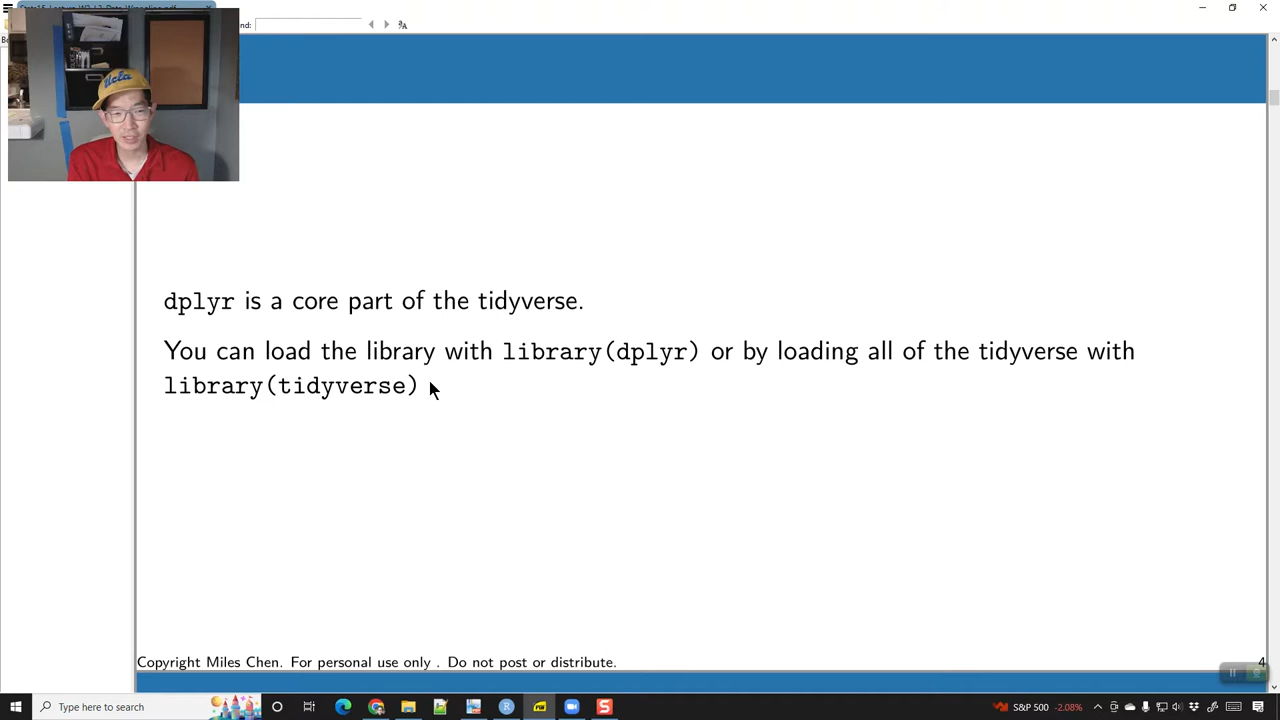 nd:
Ucla
dplyr is a core part of the tidyverse.
You can load the library with library(dplyr) or by loading all of the tidyverse with
library(tidyverse)
Copyright Miles Chen. For personal use only . Do not post or distribute.
4
Type here to search
S&P 500 -2.08%